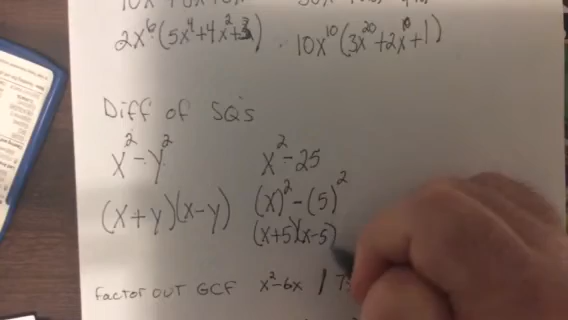 2x⁶(5x⁴+4x²+3) · 10x¹⁰(3x²⁰+2x¹⁰+1)
Diff of SQs
x²-y² x²-25
(x)²-(5)²
(x+y)(x-y) (x+5)(x-5)
Factor out GCF x²-6x